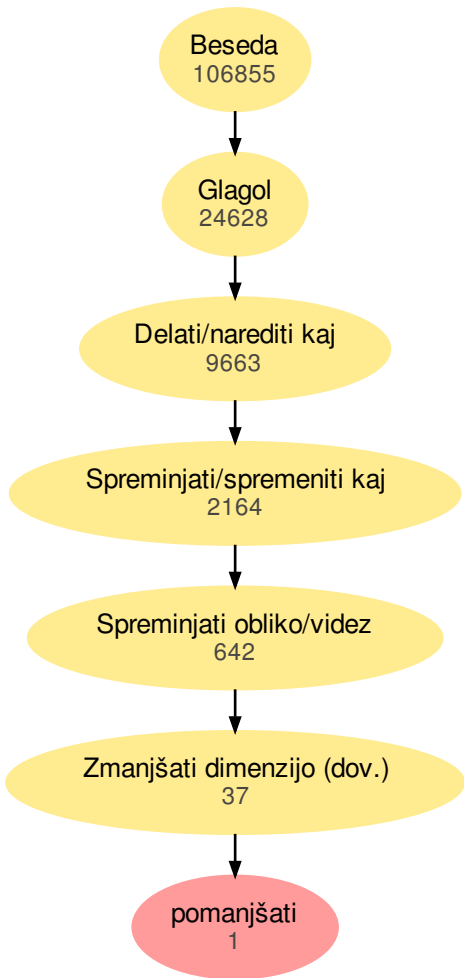 Beseda
106855
Glagol
24628
Delati/narediti kaj
9663
Spreminjati/spremeniti kaj
2164
Spreminjati obliko/videz
642
Zmanjšati dimenzijo (dov.)
37
pomanjšati
1